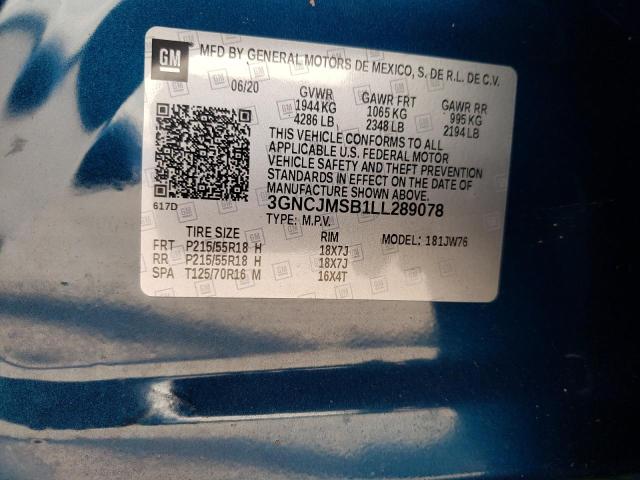 GM MFD BY GENERAL MOTORS DE MEXICO, S. DE R.L. DE C.V.
06/20 GVWR GAWR FRT GAWR RR
1944 KG 1065 KG 995 KG
4286 LB 2348 LB 2194 LB
THIS VEHICLE CONFORMS TO ALL
APPLICABLE U.S. FEDERAL MOTOR
VEHICLE SAFETY AND THEFT PREVENTION
STANDARDS IN EFFECT ON THE DATE OF
MANUFACTURE SHOWN ABOVE.
617D 3GNCJMSB1LL289078
TYPE: M.P.V.
TIRE SIZE RIM MODEL: 181JW76
FRT P215/55R18 H 18X7J
RR P215/55R18 H 18X7J
SPA T125/70R16 M 16X4T